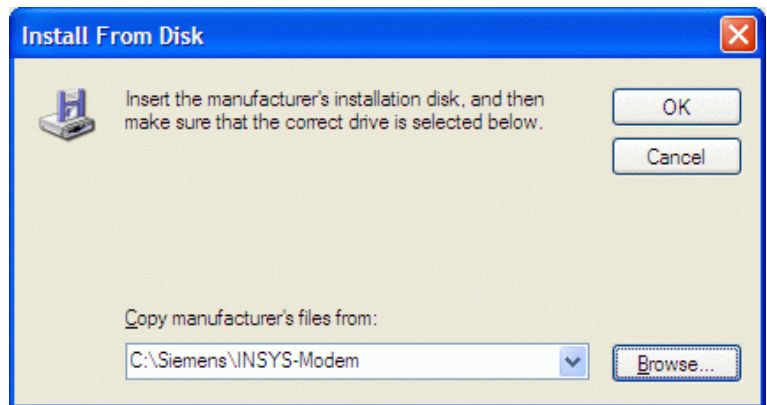 Install From Disk
Insert the manufacturer's installation disk, and then
make sure that the correct drive is selected below.
OK
Cancel
Copy manufacturer's files from:
C:\Siemens\INSYS-Modem
Browse...